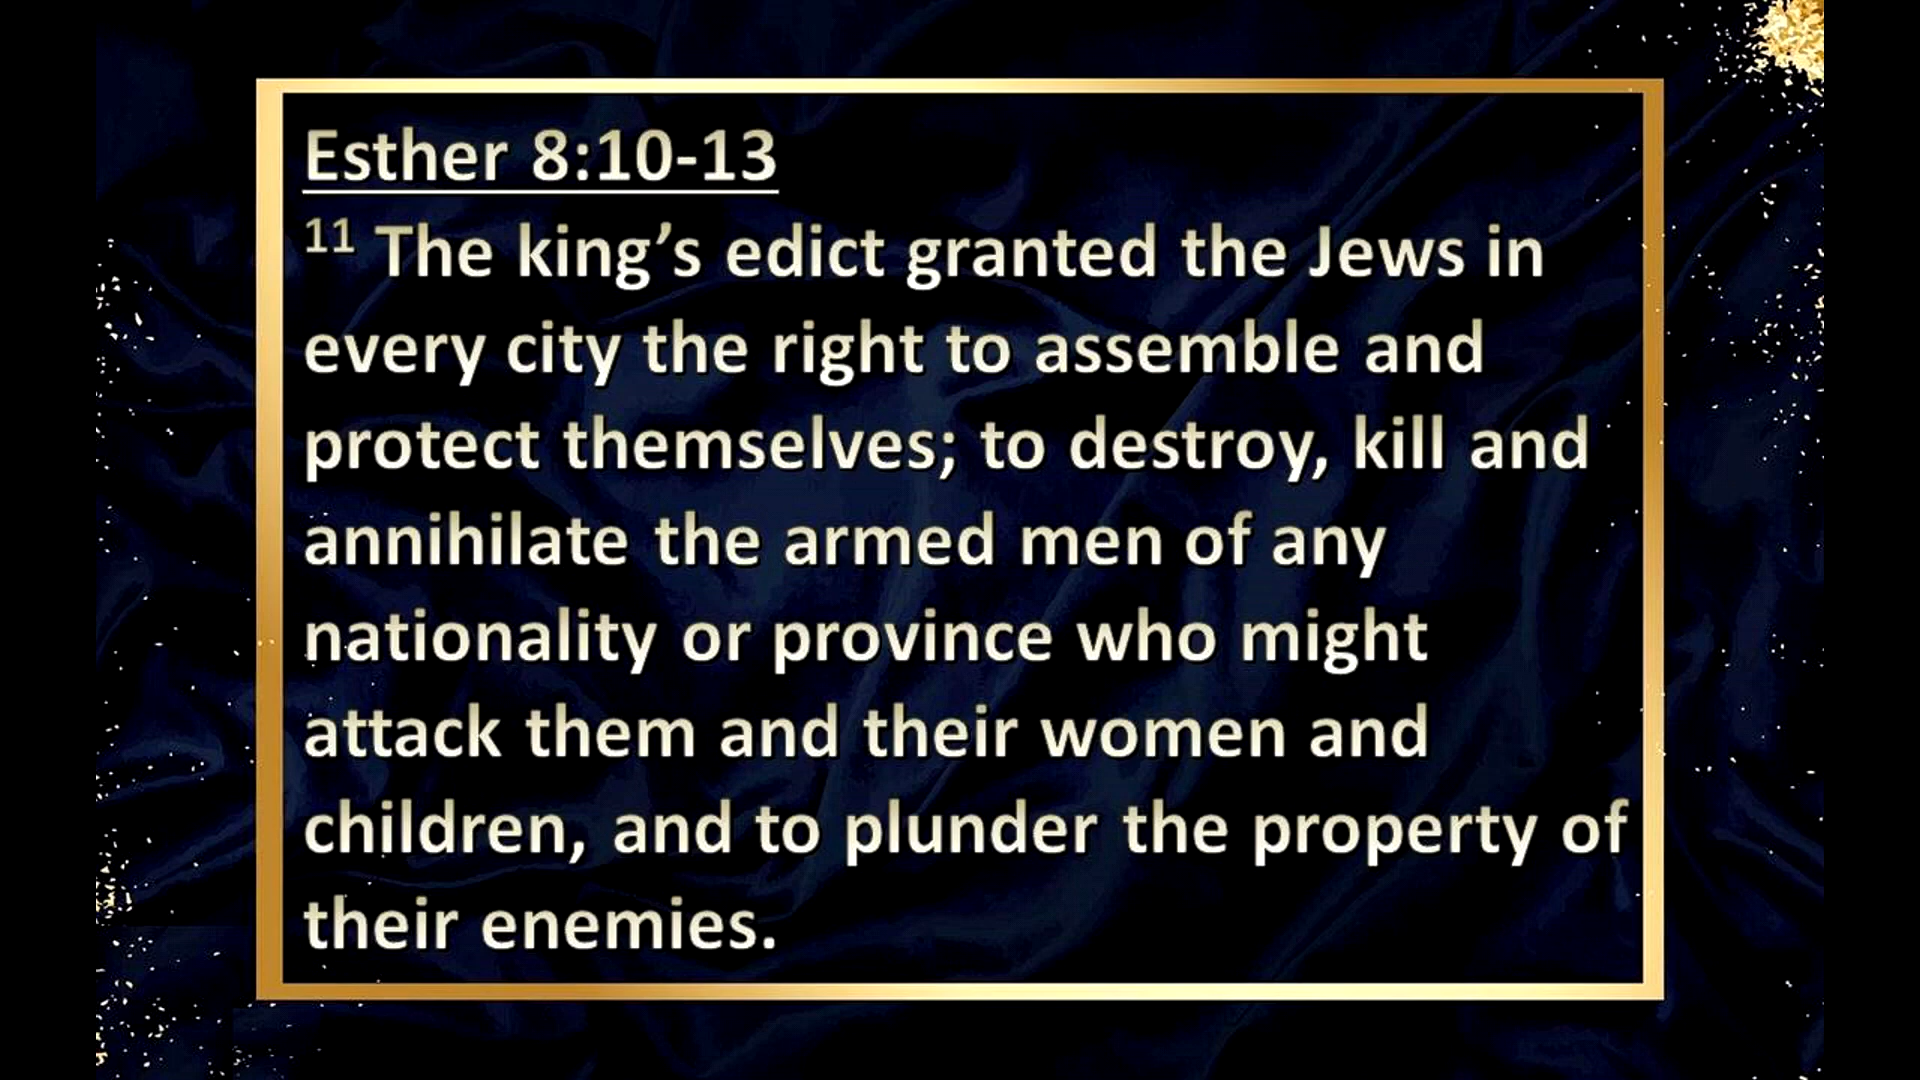 Esther 8:10-13
11 The king’s edict granted the Jews in
every city the right to assemble and
protect themselves; to destroy, kill and
annihilate the armed men of any
nationality or province who might
attack them and their women and
children, and to plunder the property of
their enemies.